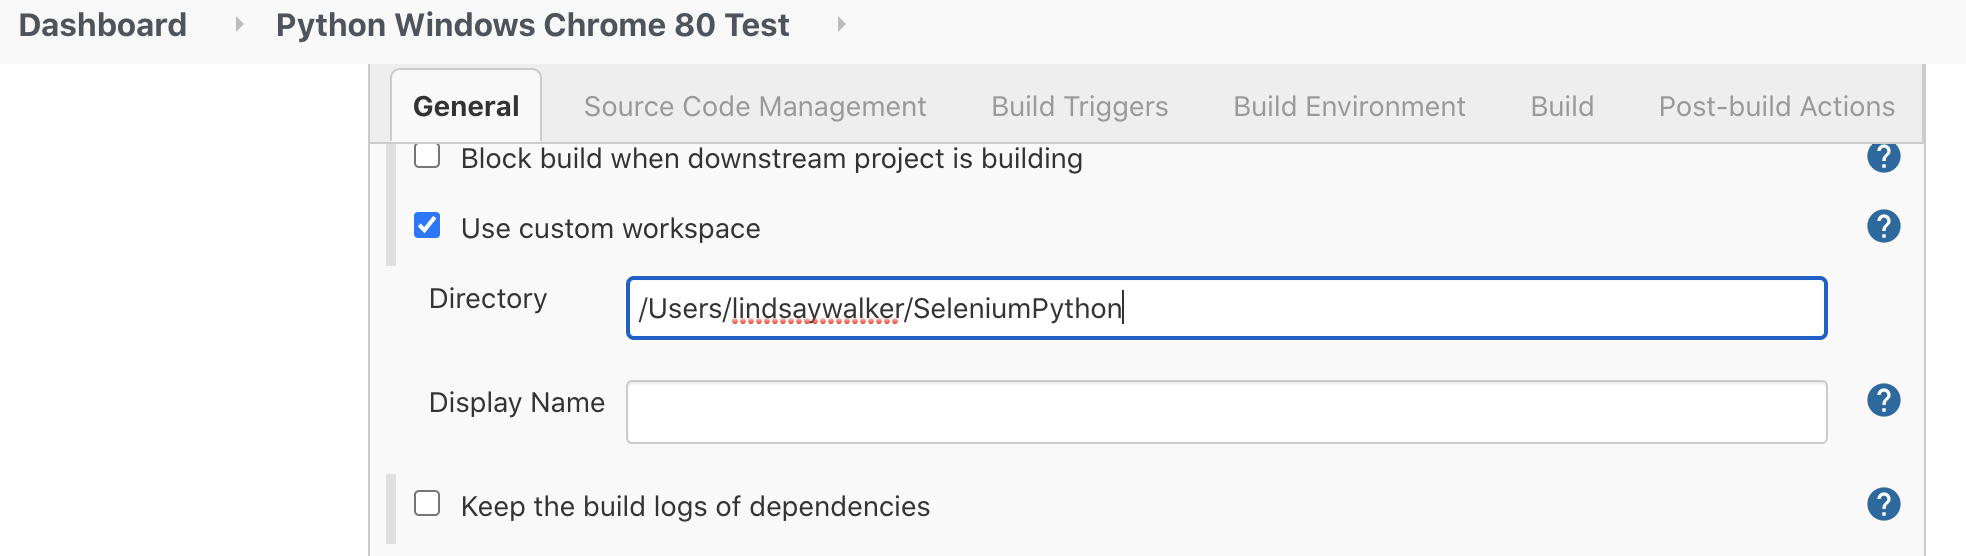 Dashboard Python Windows Chrome 80 Test
General Source Code Management Build Triggers Build Environment Build Post-build Actions
Block build when downstream project is building ?
Use custom workspace ?
Directory /Users/lindsaywalker/SeleniumPython
Display Name ?
Keep the build logs of dependencies ?